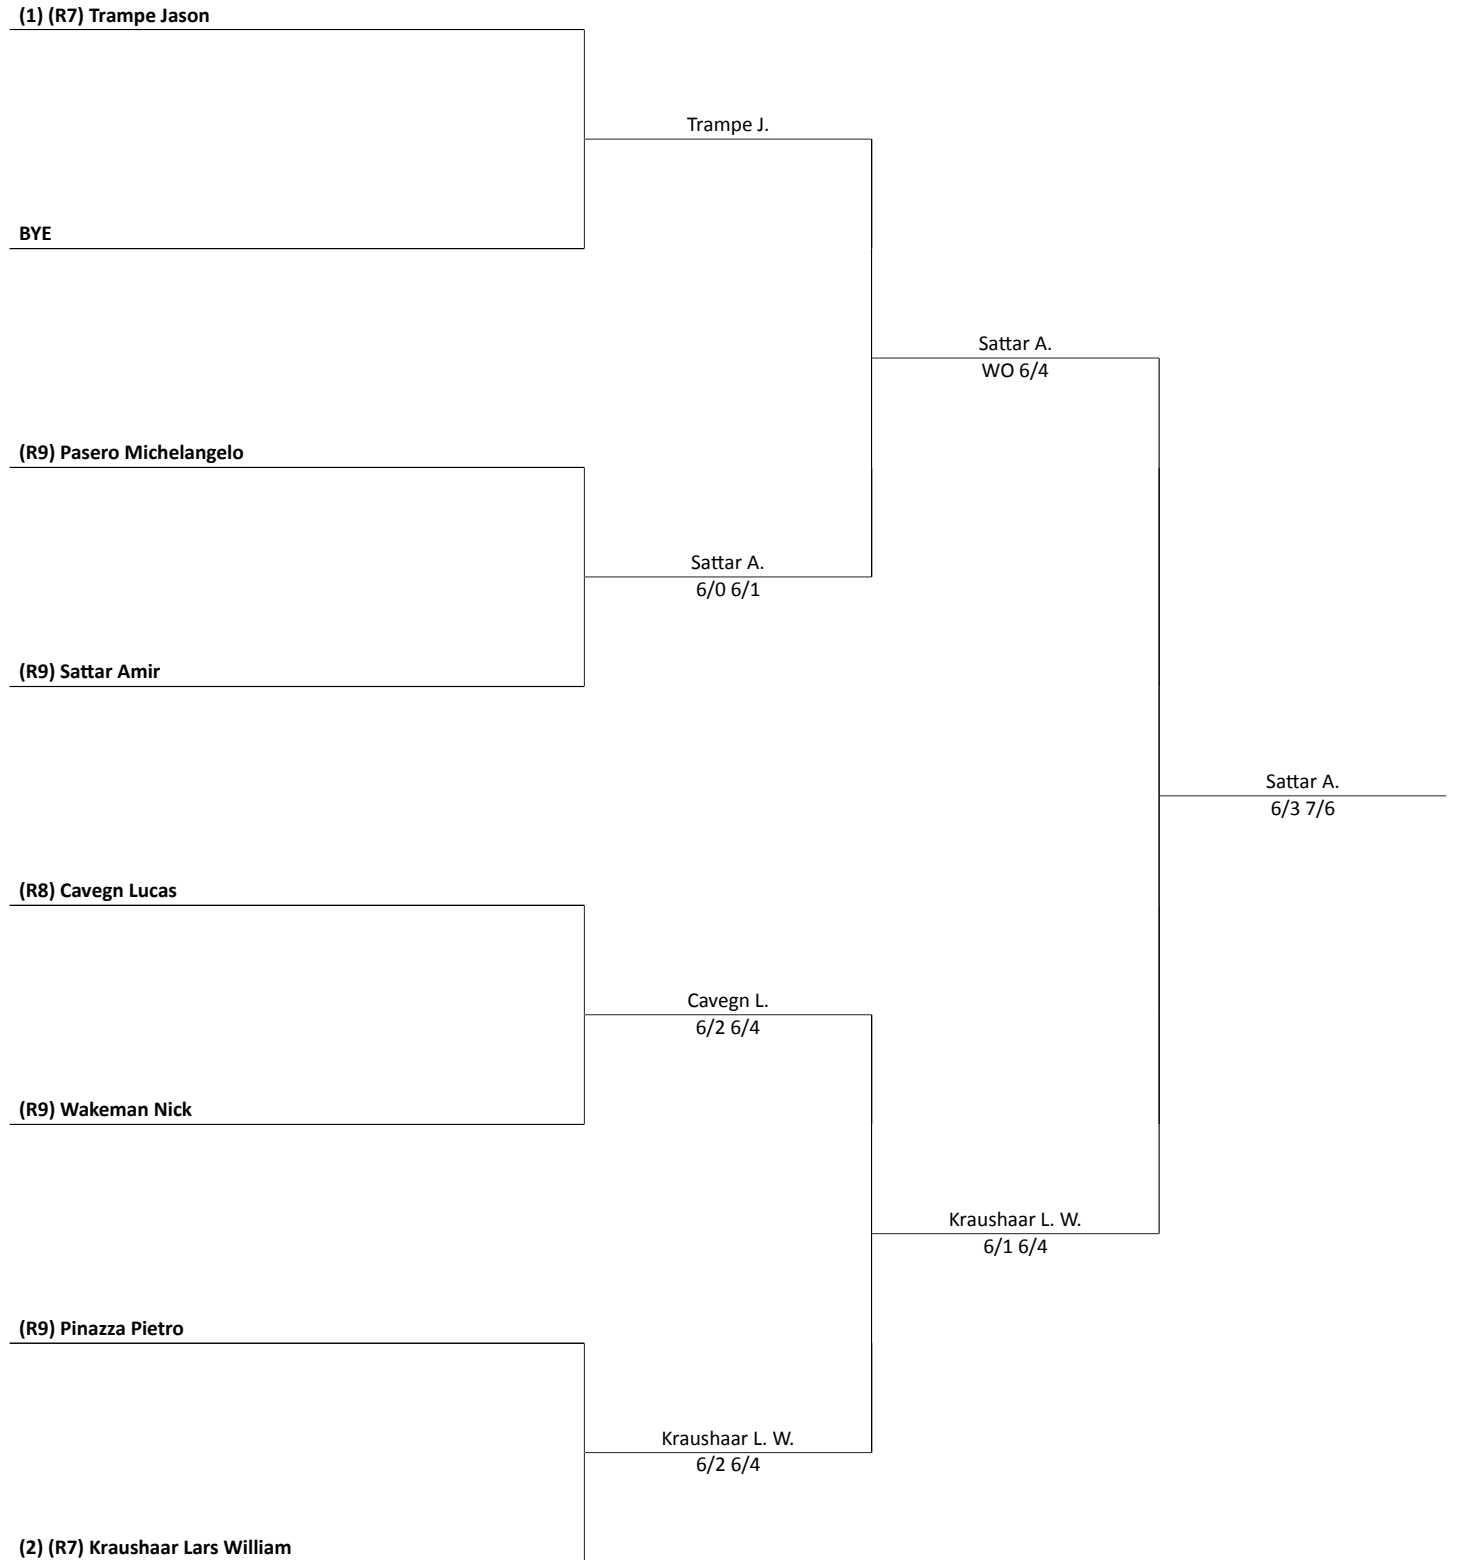 (1) (R7) Trampe Jason
Trampe J.
BYE
Sattar A.
WO 6/4
(R9) Pasero Michelangelo
Sattar A.
6/0 6/1
(R9) Sattar Amir
Sattar A.
6/3 7/6
(R8) Cavegn Lucas
Cavegn L.
6/2 6/4
(R9) Wakeman Nick
Kraushaar L. W.
6/1 6/4
(R9) Pinazza Pietro
Kraushaar L. W.
6/2 6/4
(2) (R7) Kraushaar Lars William